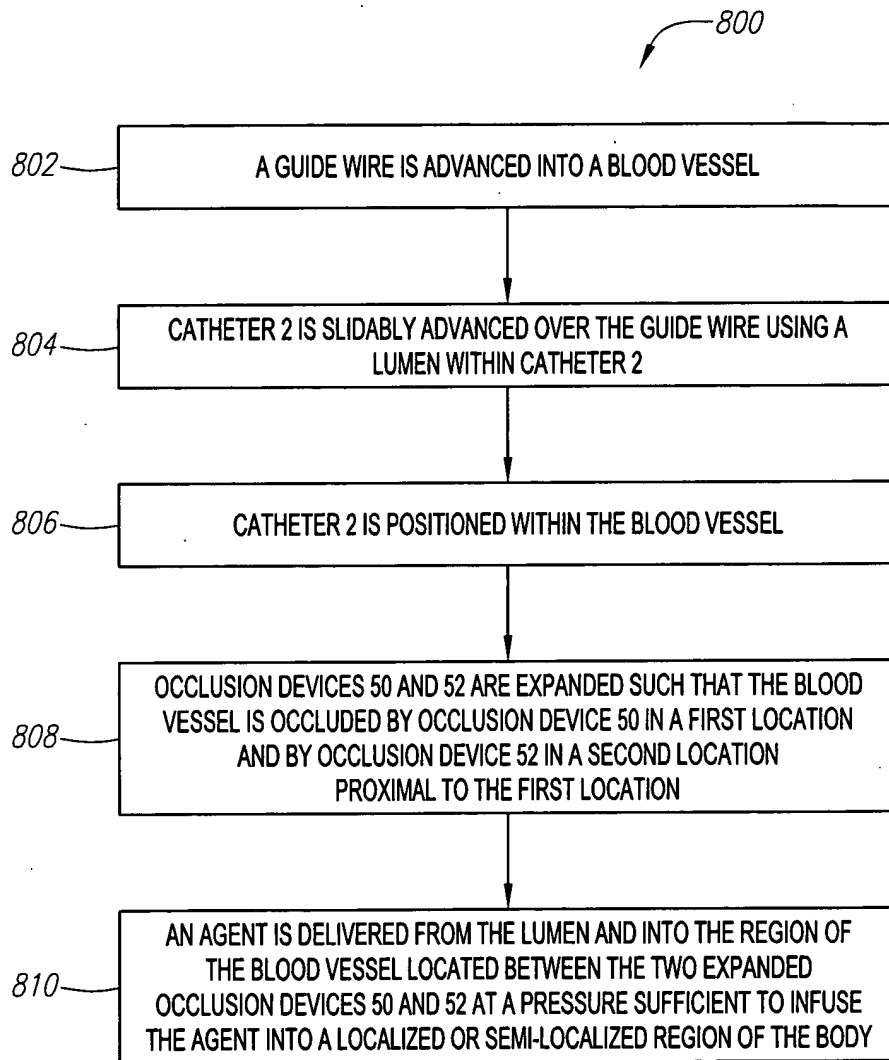 800
802
A GUIDE WIRE IS ADVANCED INTO A BLOOD VESSEL
804
CATHETER 2 IS SLIDABLY ADVANCED OVER THE GUIDE WIRE USING A
LUMEN WITHIN CATHETER 2
806
CATHETER 2 IS POSITIONED WITHIN THE BLOOD VESSEL
808
OCCLUSION DEVICES 50 AND 52 ARE EXPANDED SUCH THAT THE BLOOD
VESSEL IS OCCLUDED BY OCCLUSION DEVICE 50 IN A FIRST LOCATION
AND BY OCCLUSION DEVICE 52 IN A SECOND LOCATION
PROXIMAL TO THE FIRST LOCATION
810
AN AGENT IS DELIVERED FROM THE LUMEN AND INTO THE REGION OF
THE BLOOD VESSEL LOCATED BETWEEN THE TWO EXPANDED
OCCLUSION DEVICES 50 AND 52 AT A PRESSURE SUFFICIENT TO INFUSE
THE AGENT INTO A LOCALIZED OR SEMI-LOCALIZED REGION OF THE BODY